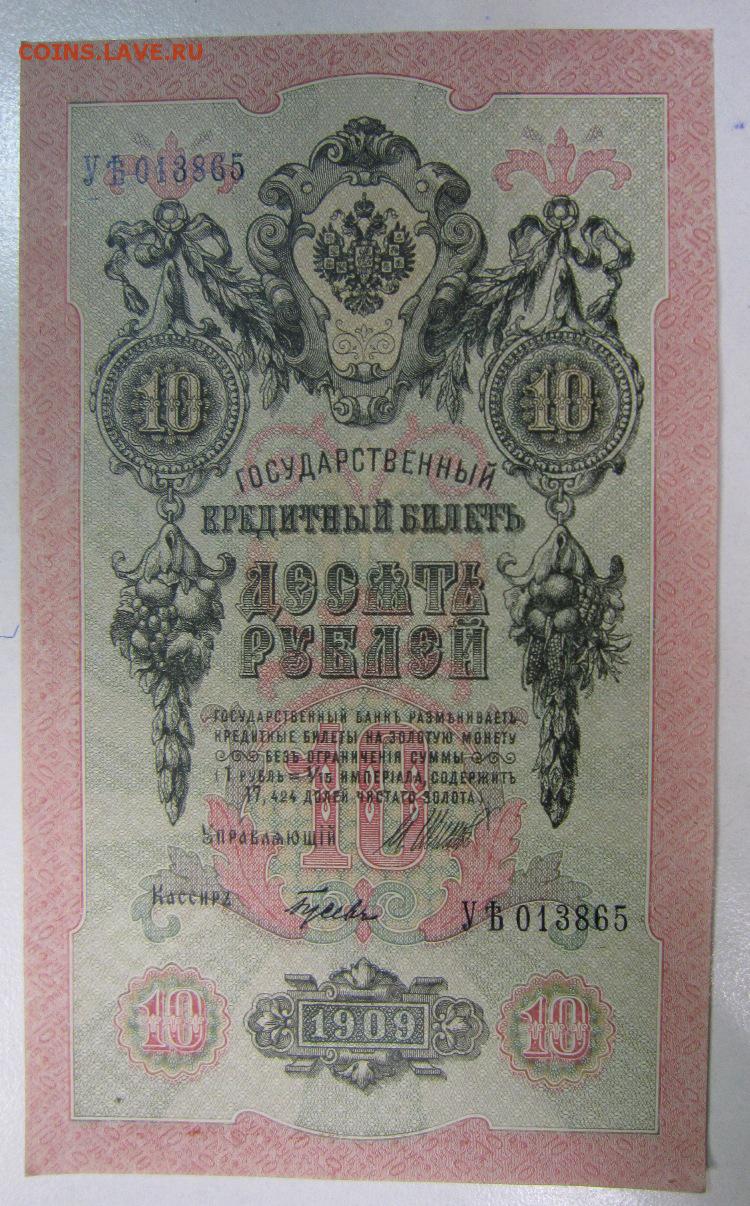 COINS.LAVE.RU
УѢ 013865
10 10
ГОСУДАРСТВЕННЫЙ
КРЕДИТНЫЙ БИЛЕТЪ
ДЕСЯТЬ
РУБЛЕЙ
ГОСУДАРСТВЕННЫЙ БАНКЪ РАЗМѢНИВАЕТЪ
КРЕДИТНЫЕ БИЛЕТЫ НА ЗОЛОТУЮ МОНЕТУ
БЕЗЪ ОГРАНИЧЕНІЯ СУММЫ
(1 РУБЛЬ = 1/15 ИМПЕРІАЛА, СОДЕРЖИТЪ
17,424 ДОЛЕЙ ЧИСТАГО ЗОЛОТА)
10
УПРАВЛЯЮЩІЙ
КАССИРЪ Гусевъ УѢ 013865
10 1909 10